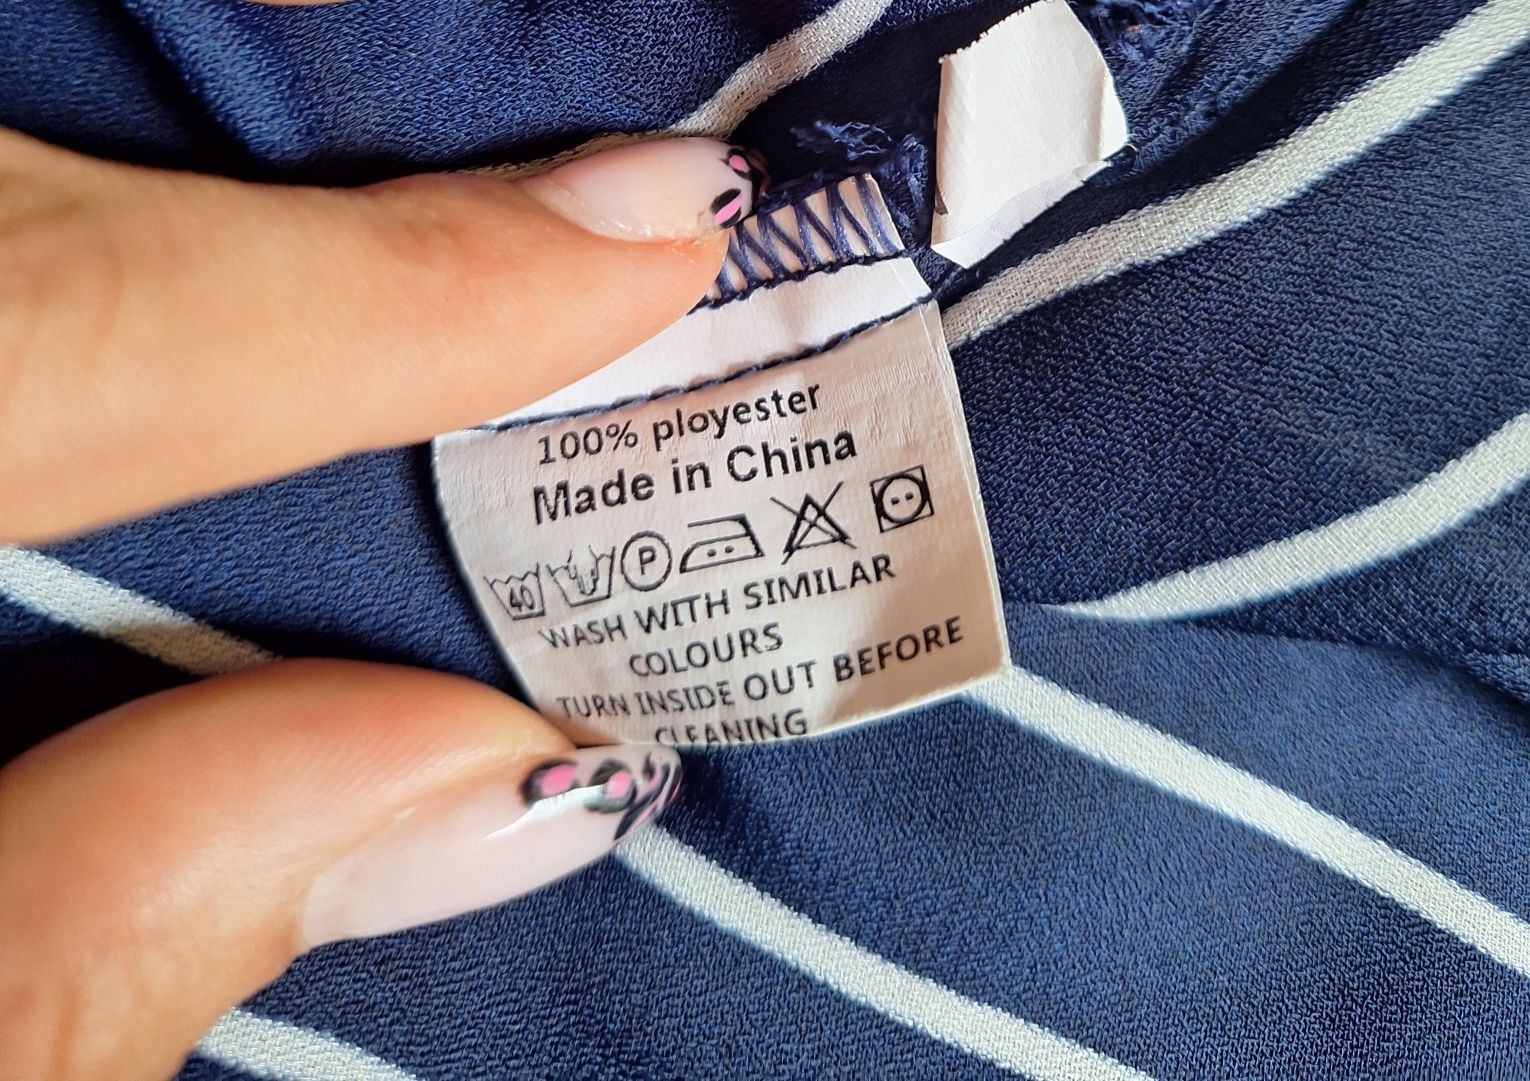 100% ployester
Made in China
40 P
WASH WITH SIMILAR
COLOURS
TURN INSIDE OUT BEFORE
CLEANING